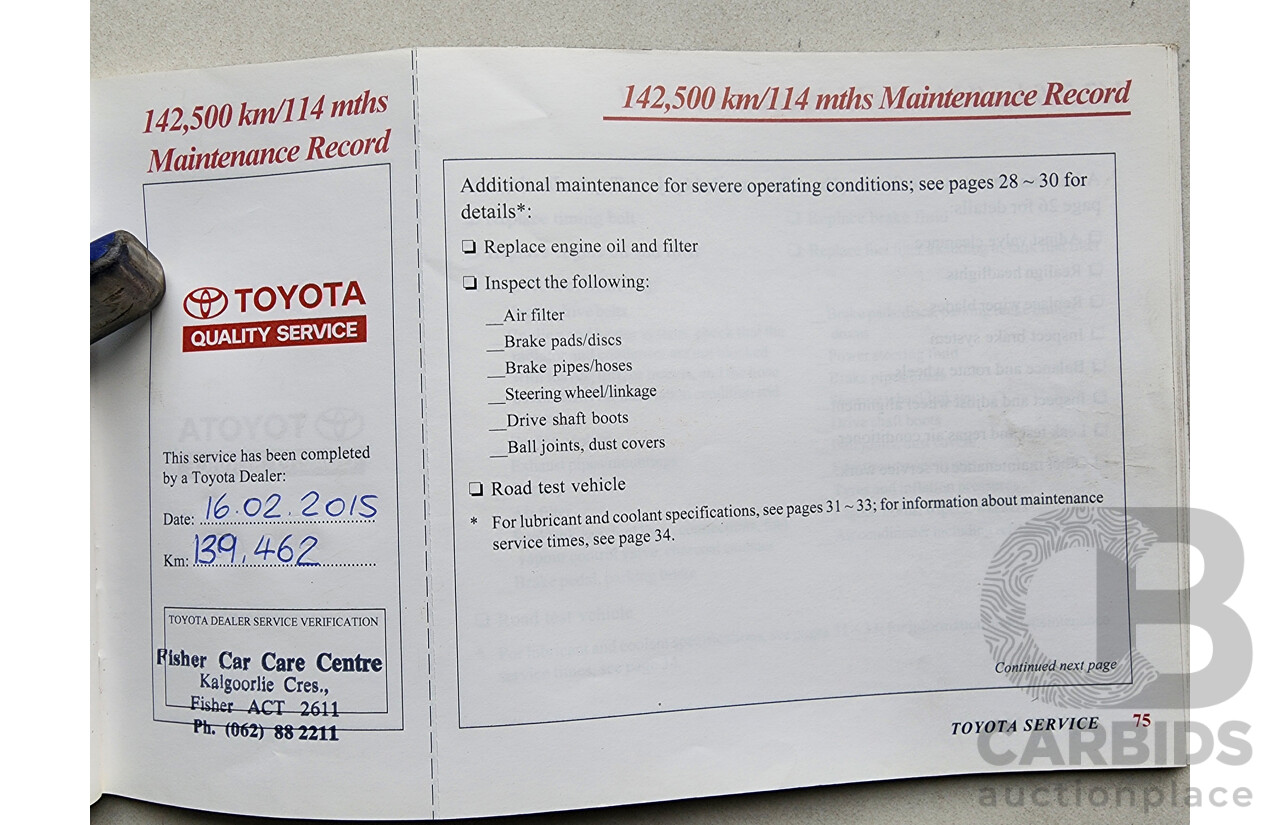 142,500 km/114 mths
Maintenance Record
TOYOTA
QUALITY SERVICE
This service has been completed
by a Toyota Dealer:
Date: 16.02.2015
Km: 139,462
TOYOTA DEALER SERVICE VERIFICATION
Fisher Car Care Centre
Kalgoorlie Cres.,
Fisher ACT 2611
Ph. (062) 88 2211
142,500 km/114 mths Maintenance Record
Additional maintenance for severe operating conditions; see pages 28 ~ 30 for
details*:
❏ Replace engine oil and filter
❏ Inspect the following:
__Air filter
__Brake pads/discs
__Brake pipes/hoses
__Steering wheel/linkage
__Drive shaft boots
__Ball joints, dust covers
❏ Road test vehicle
* For lubricant and coolant specifications, see pages 31 ~ 33; for information about maintenance
service times, see page 34.
Continued next page
TOYOTA SERVICE 75
CB
CARBIDS
auctionplace